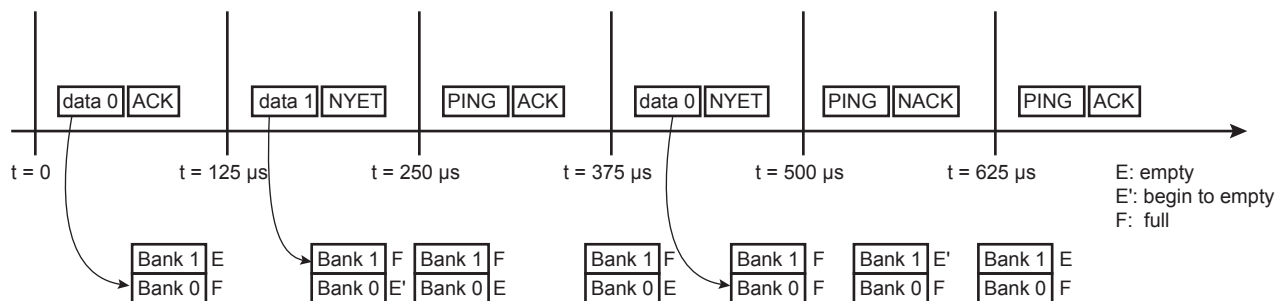 data 0 ACK data 1 NYET PING ACK data 0 NYET PING NACK PING ACK
t = 0 t = 125 μs t = 250 μs t = 375 μs t = 500 μs t = 625 μs
E: empty
E': begin to empty
F: full
Bank 1 E Bank 1 F Bank 1 F Bank 1 F Bank 1 F Bank 1 E' Bank 1 E
Bank 0 F Bank 0 E' Bank 0 E Bank 0 E Bank 0 F Bank 0 F Bank 0 F